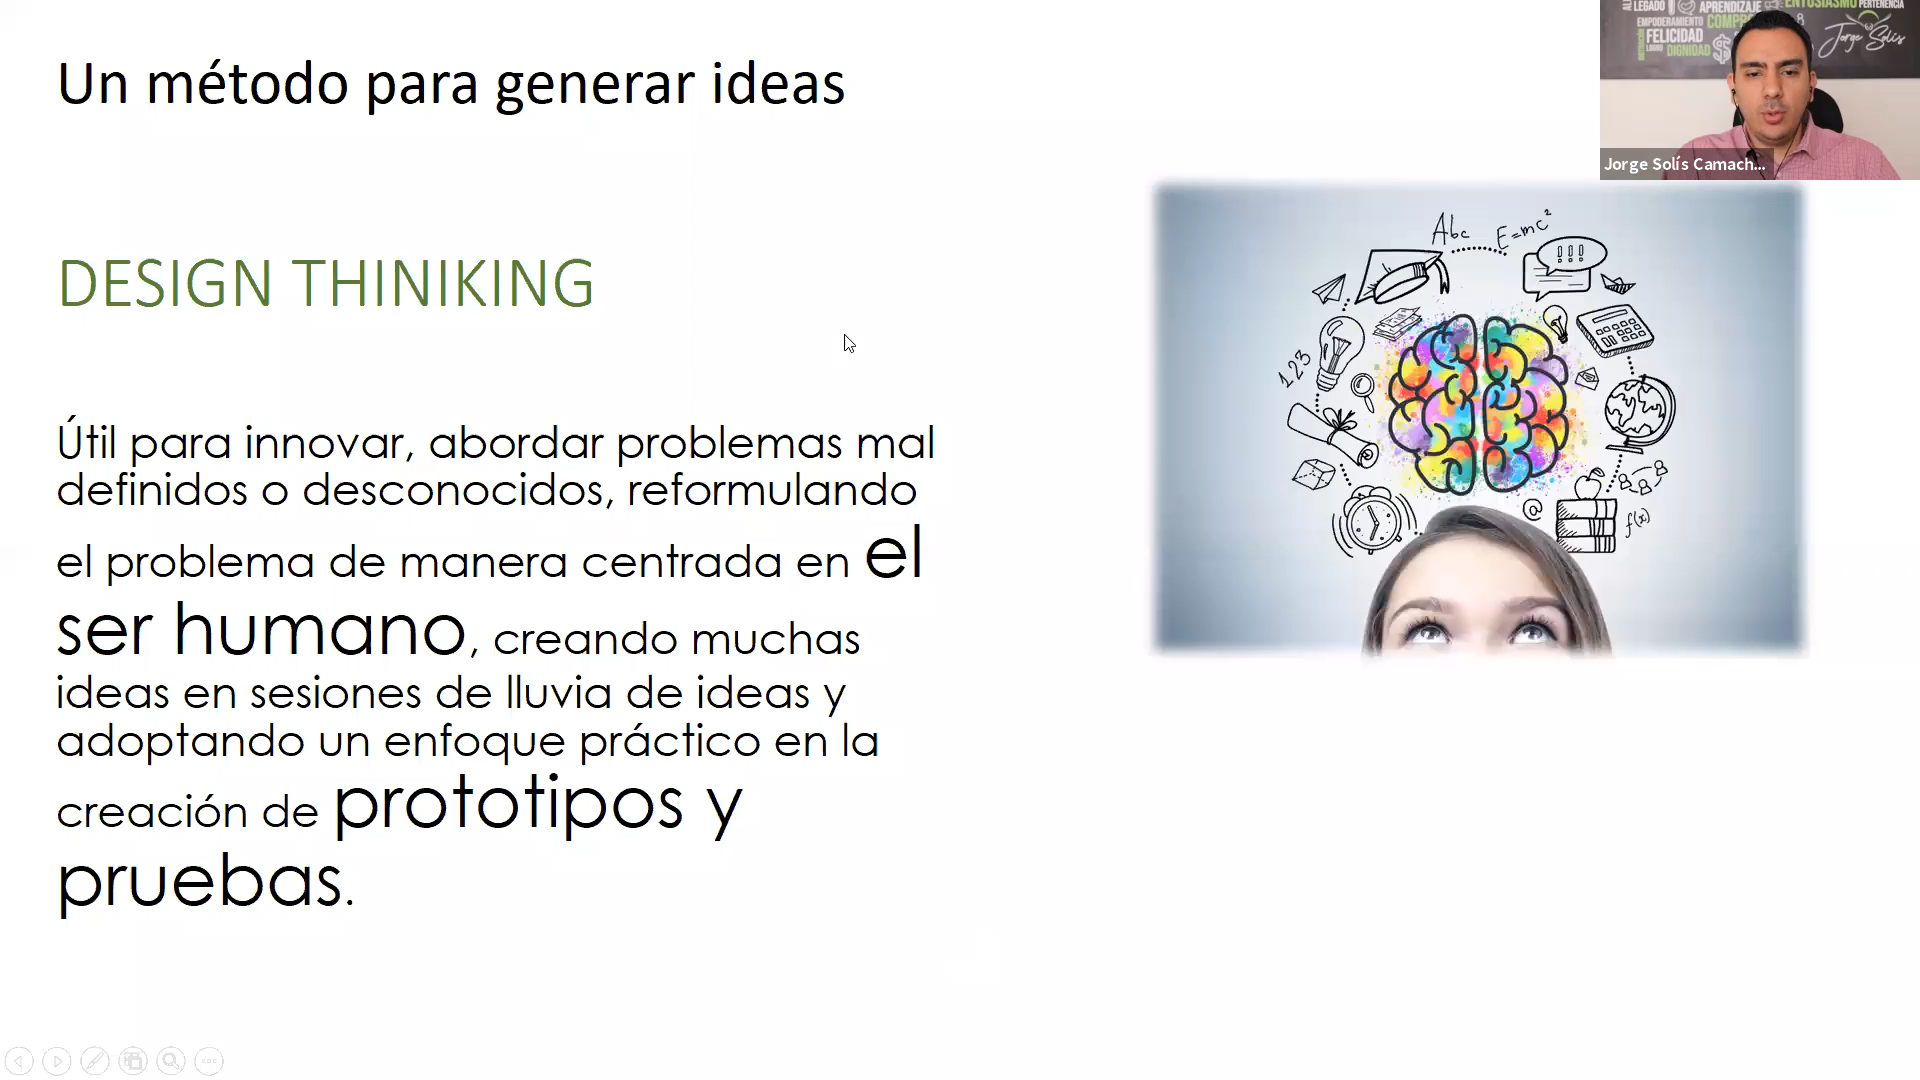 Un método para generar ideas
DESIGN THINIKING
Útil para innovar, abordar problemas mal
definidos o desconocidos, reformulando
el problema de manera centrada en el
ser humano, creando muchas
ideas en sesiones de lluvia de ideas y
adoptando un enfoque práctico en la
creación de prototipos y
pruebas.
Abc
E=mc²
!!!
123
@
f(x)
LEGADO
APRENDIZAJE
ENTUSIASMO
PERTENENCIA
EMPODERAMIENTO
FELICIDAD
DIGNIDAD
Jorge Solís
Jorge Solís Camach...